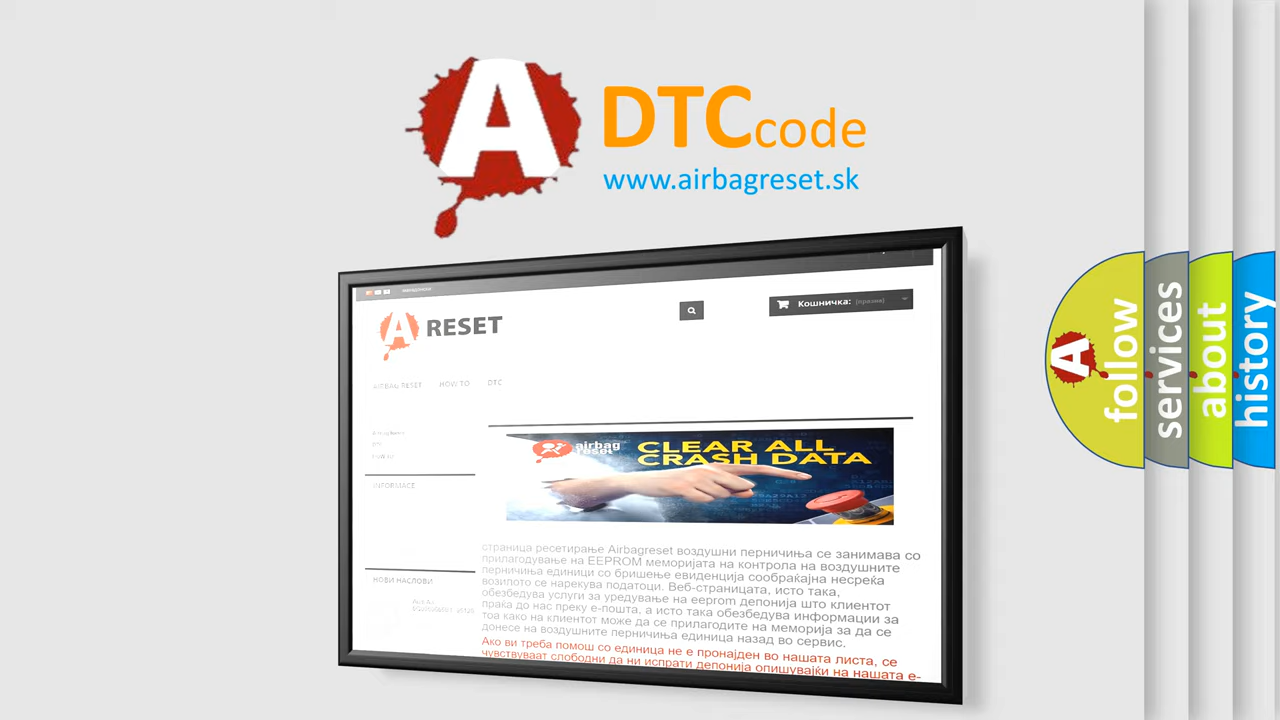 A
DTC code
www.airbagreset.sk
A RESET
Кошничка: (празна)
AIRBAG RESET HOW TO DTC
INFORMACE
НОВИ НАСЛОВИ
airbag
reset
CLEAR ALL
CRASH DATA
страница ресетирање Airbagreset воздушни перничиња се занимава со
прилагодување на EEPROM меморијата на контрола на воздушните
перничиња единици со бришење евиденција сообраќајна несреќа
возилото се нарекува податоци. Веб-страницата, исто така,
обезбедува услуги за уредување на eeprom депонија што клиентот
праќа до нас преку е-пошта, а исто така обезбедува информации за
тоа како на клиентот може да се прилагодите на меморија за да се
донесе на воздушните перничиња единица назад во сервис.
Ако ви треба помош со единица не е пронајден во нашата листа, се
чувствуваат слободни да ни испрати депонија опишувајќи на нашата е-
A
follow
services
about
history